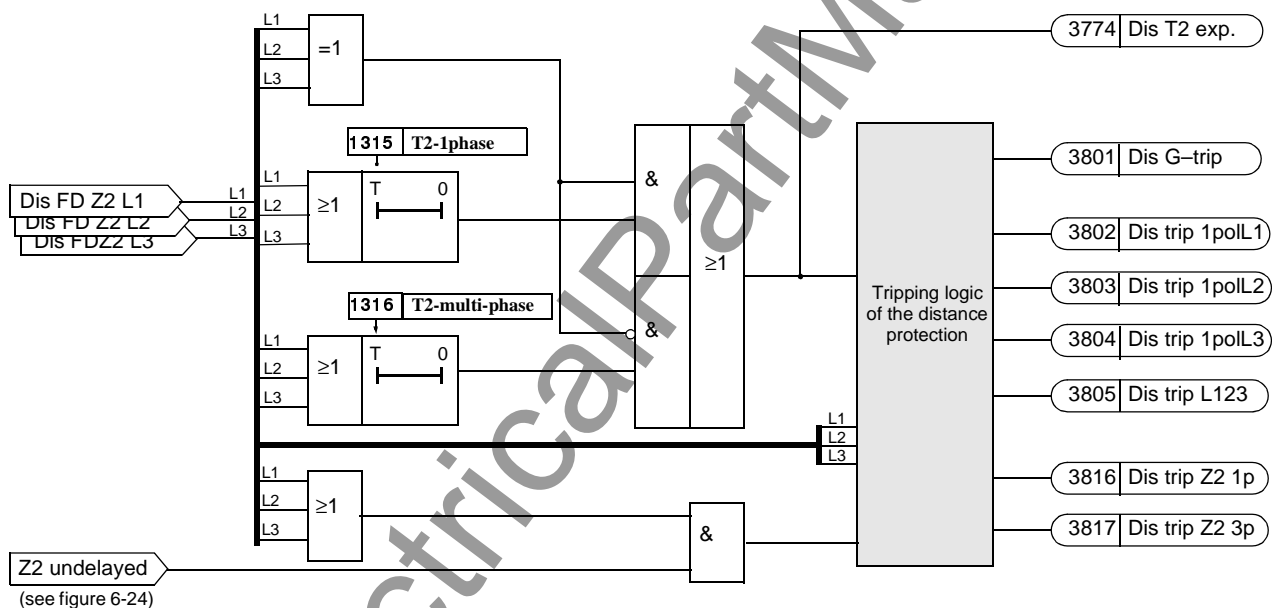 L1
L2
L3
=1
3774 Dis T2 exp.
1315 T2-1phase
L1
L2
L3
≥1
T 0
&
3801 Dis G–trip
Dis FD Z2 L1
Dis FD Z2 L2
Dis FDZ2 L3
L1
L2
L3
≥1
3802 Dis trip 1polL1
1316 T2-multi-phase
Tripping logic
of the distance
protection
3803 Dis trip 1polL2
L1
L2
L3
≥1
T 0
&
3804 Dis trip 1polL3
3805 Dis trip L123
L1
L2
L3
L1
L2
L3
≥1
3816 Dis trip Z2 1p
&
3817 Dis trip Z2 3p
Z2 undelayed
(see figure 6-24)
ectricalPartMa